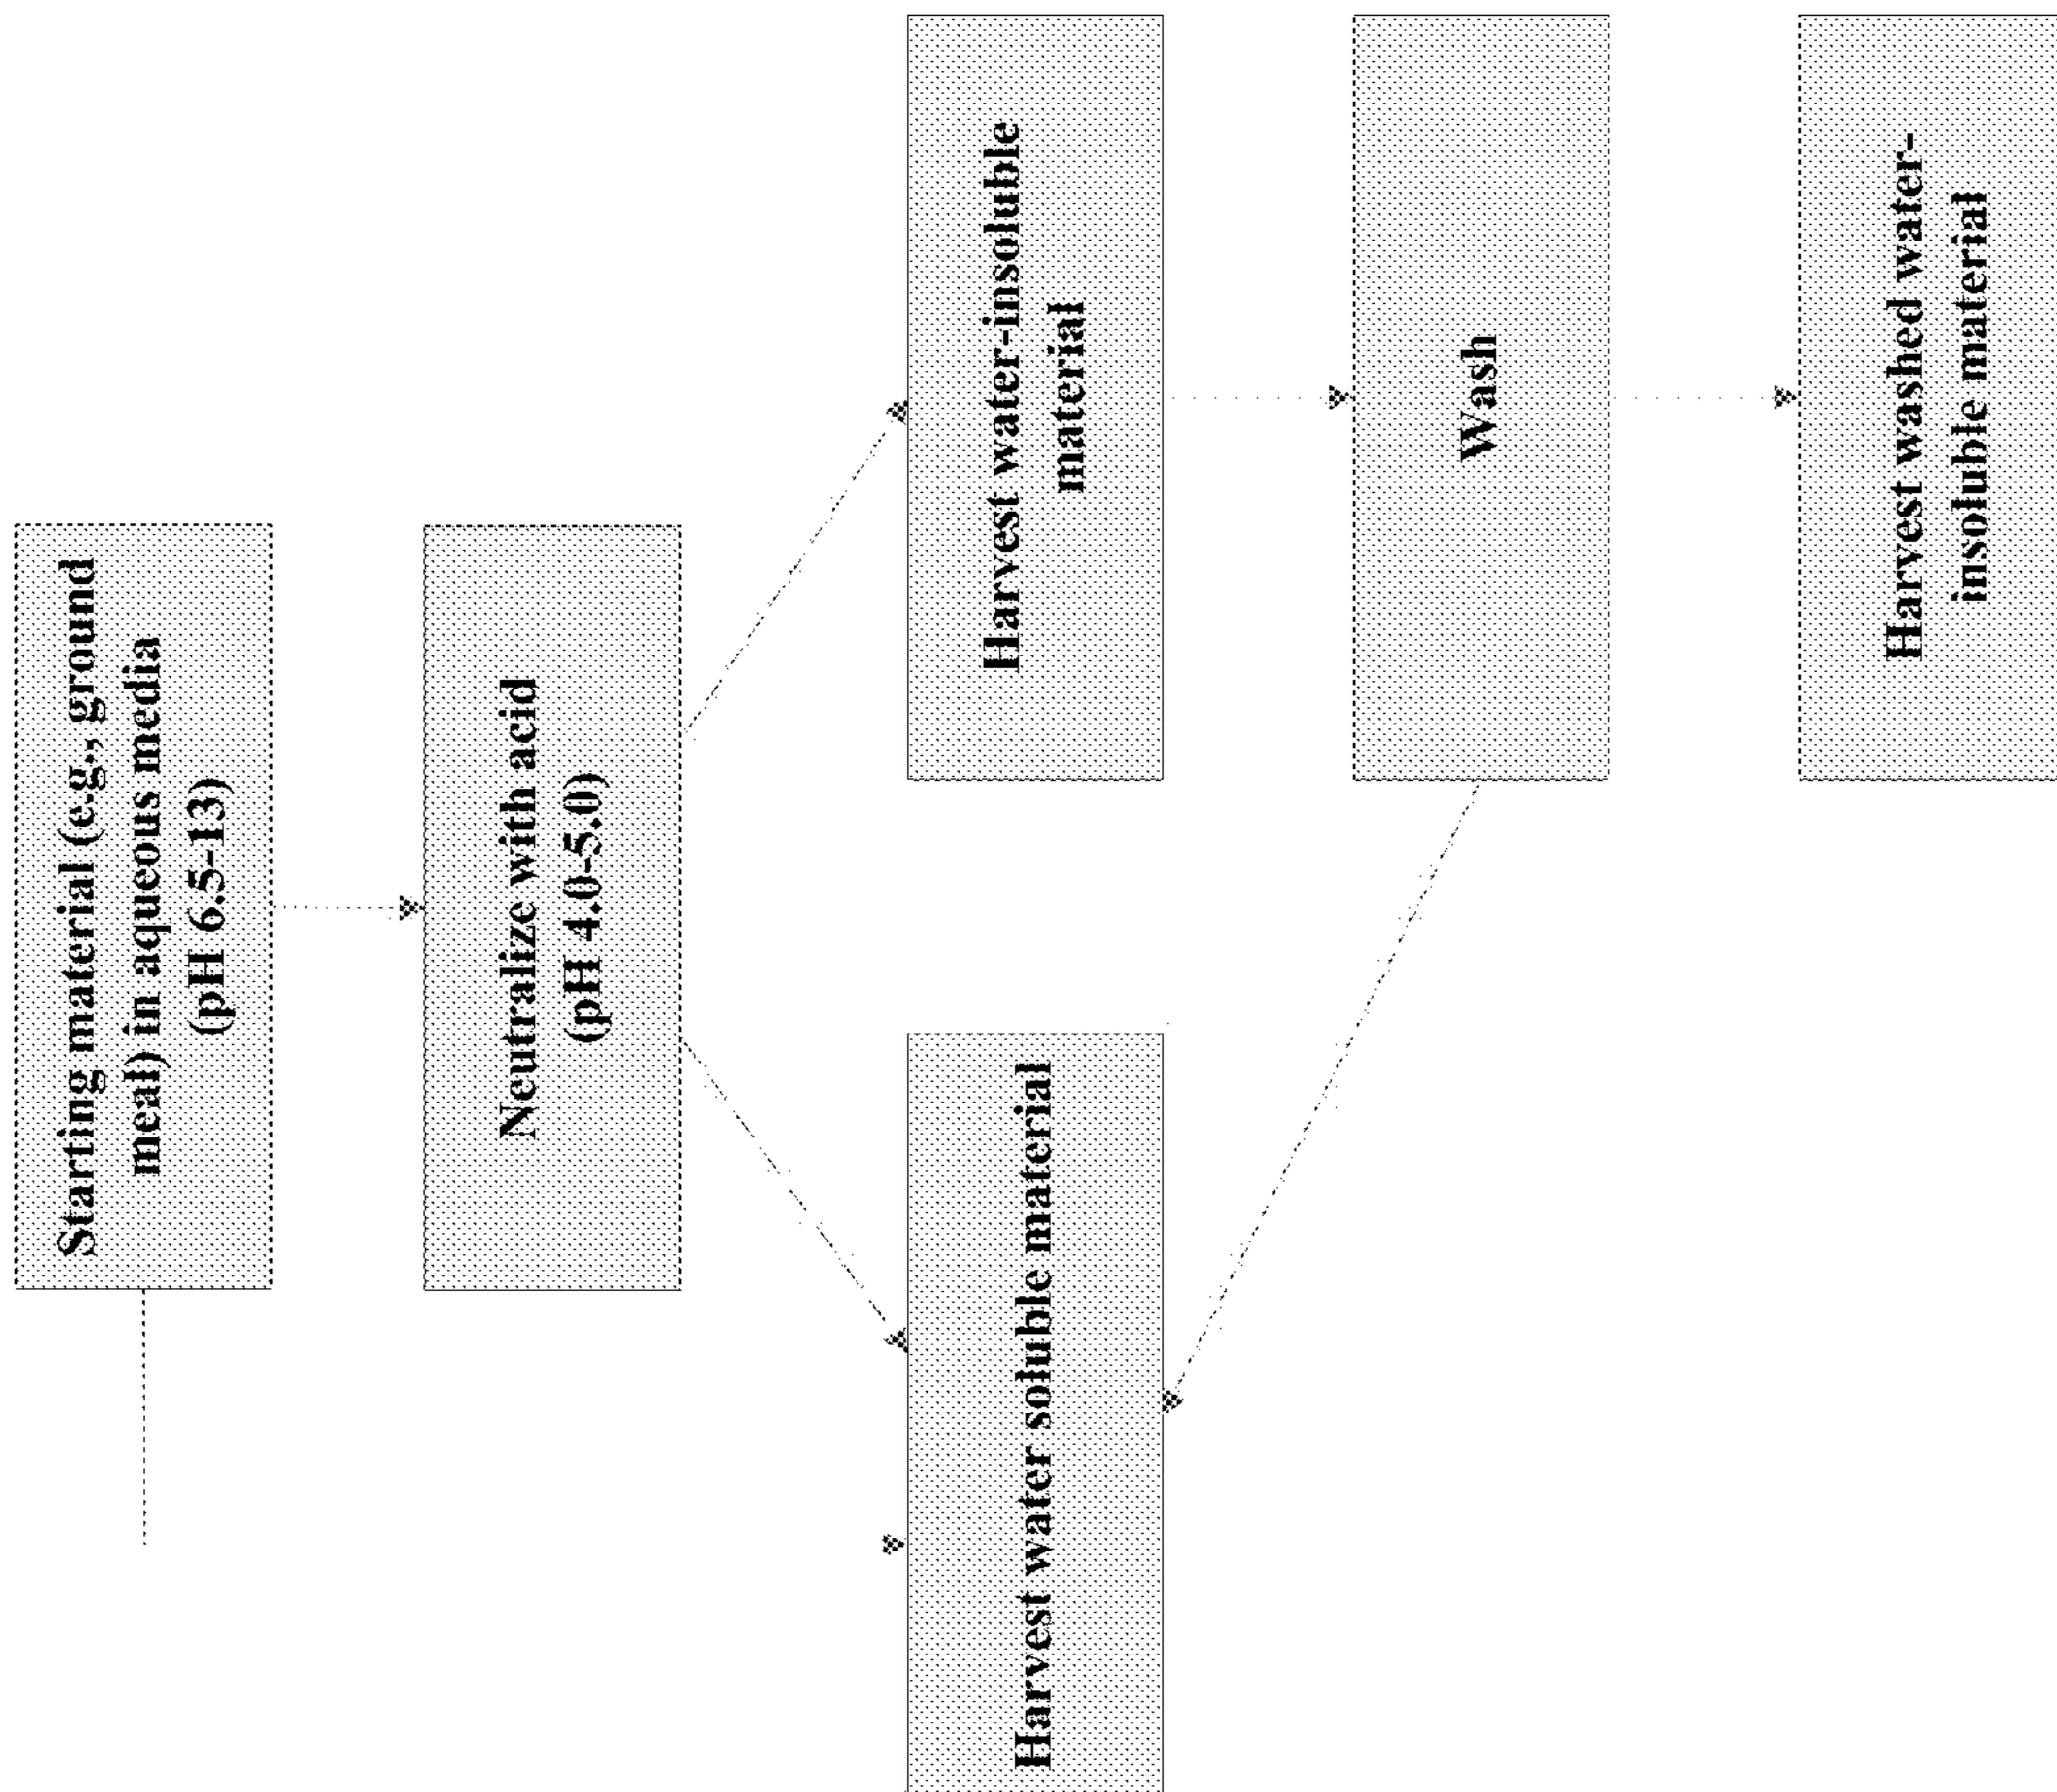 Starting material (e.g., ground
meal) in aqueous media
(pH 6.5-13)
Neutralize with acid
(pH 4.0-5.0)
Harvest water soluble material
Harvest water-insoluble
material
Wash
Harvest washed water-
insoluble material